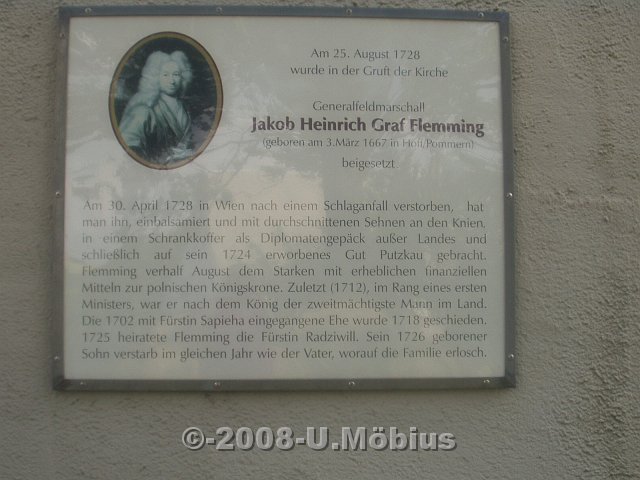 Am 25. August 1728
wurde in der Gruft der Kirche
Generalfeldmarschall
Jakob Heinrich Graf Flemming
(geboren am 3.März 1667 in Hoff/Pommern)
beigesetzt
Am 30. April 1728 in Wien nach einem Schlaganfall verstorben, hat
man ihn, einbalsamiert und mit durchschnittenen Sehnen an den Knien,
in einem Schrankkoffer als Diplomatengepäck außer Landes und
schließlich auf sein 1724 erworbenes Gut Putzkau gebracht.
Flemming verhalf August dem Starken mit erheblichen finanziellen
Mitteln zur polnischen Königskrone. Zuletzt (1712), im Rang eines ersten
Ministers, war er nach dem König der zweitmächtigste Mann im Land.
Die 1702 mit Fürstin Sapieha eingegangene Ehe wurde 1718 geschieden.
1725 heiratete Flemming die Fürstin Radziwill. Sein 1726 geborener
Sohn verstarb im gleichen Jahr wie der Vater, worauf die Familie erlosch.
©-2008-U.Möbius